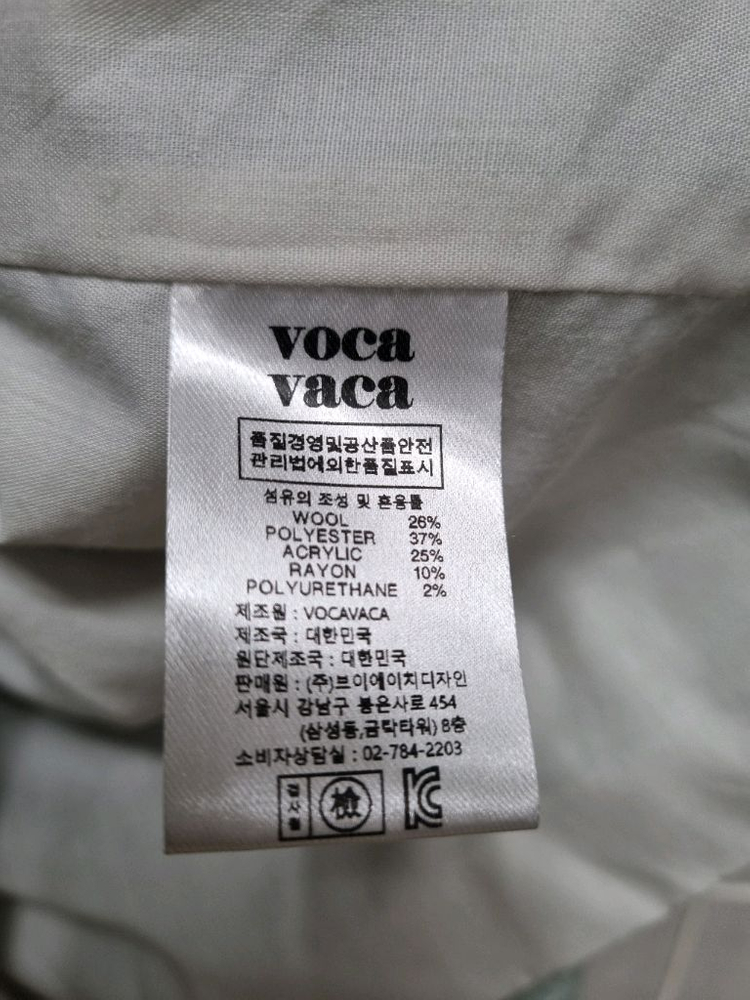 voca
vaca
품질경영및공산품안전
관리법에의한품질표시
섬유의 조성 및 혼용률
WOOL 26%
POLYESTER 37%
ACRYLIC 25%
RAYON 10%
POLYURETHANE 2%
제조원 : VOCAVACA
제조국 : 대한민국
원단제조국 : 대한민국
판매원 : (주)브이에이치디자인
서울시 강남구 봉은사로 454
(삼성동,금탁타워) 8층
소비자상담실 : 02-784-2203
검사필 檢